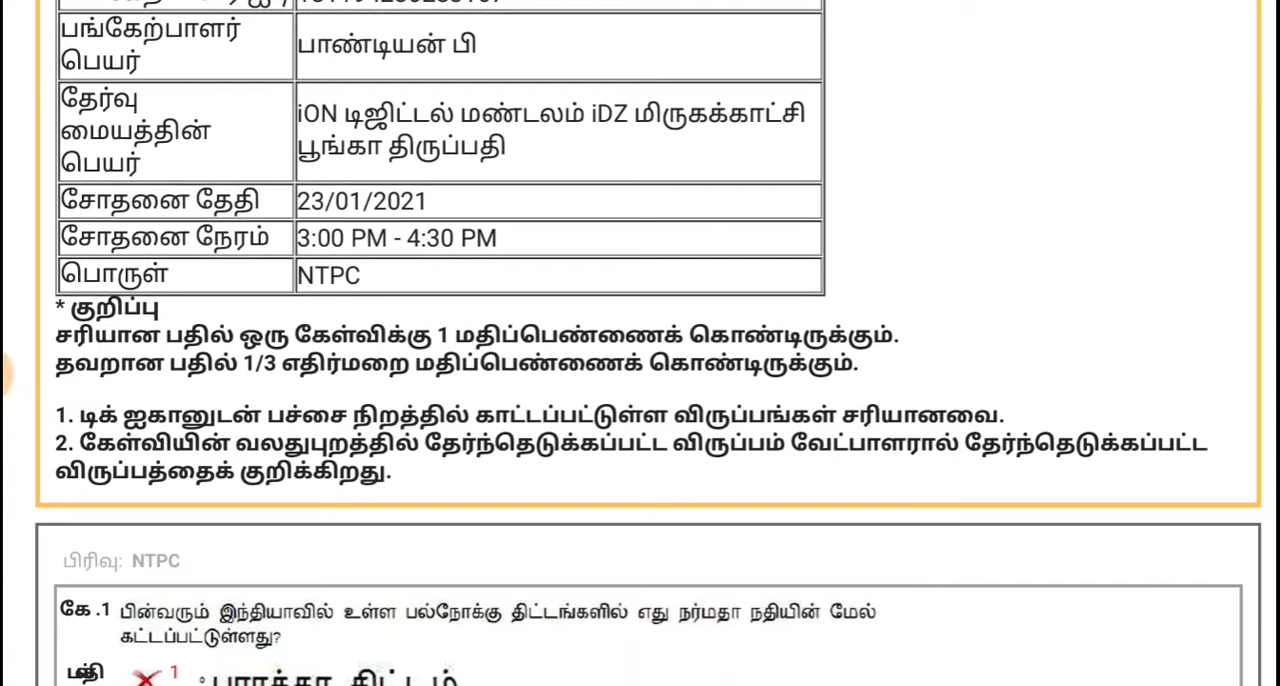 பங்கேற்பாளர்
பெயர்
பாண்டியன் பி
தேர்வு
மையத்தின்
பெயர்
iON டிஜிட்டல் மண்டலம் iDZ மிருகக்காட்சி
பூங்கா திருப்பதி
சோதனை தேதி
23/01/2021
சோதனை நேரம்
3:00 PM - 4:30 PM
பொருள்
NTPC
* குறிப்பு
சரியான பதில் ஒரு கேள்விக்கு 1 மதிப்பெண்ணைக் கொண்டிருக்கும்.
தவறான பதில் 1/3 எதிர்மறை மதிப்பெண்ணைக் கொண்டிருக்கும்.
1. டிக் ஐகானுடன் பச்சை நிறத்தில் காட்டப்பட்டுள்ள விருப்பங்கள் சரியானவை.
2. கேள்வியின் வலதுபுறத்தில் தேர்ந்தெடுக்கப்பட்ட விருப்பம் வேட்பாளரால் தேர்ந்தெடுக்கப்பட்ட
விருப்பத்தைக் குறிக்கிறது.
பிரிவு: NTPC
கே .1 பின்வரும் இந்தியாவில் உள்ள பல்நோக்கு திட்டங்களில் எது நர்மதா நதியின் மேல்
கட்டப்பட்டுள்ளது?
1